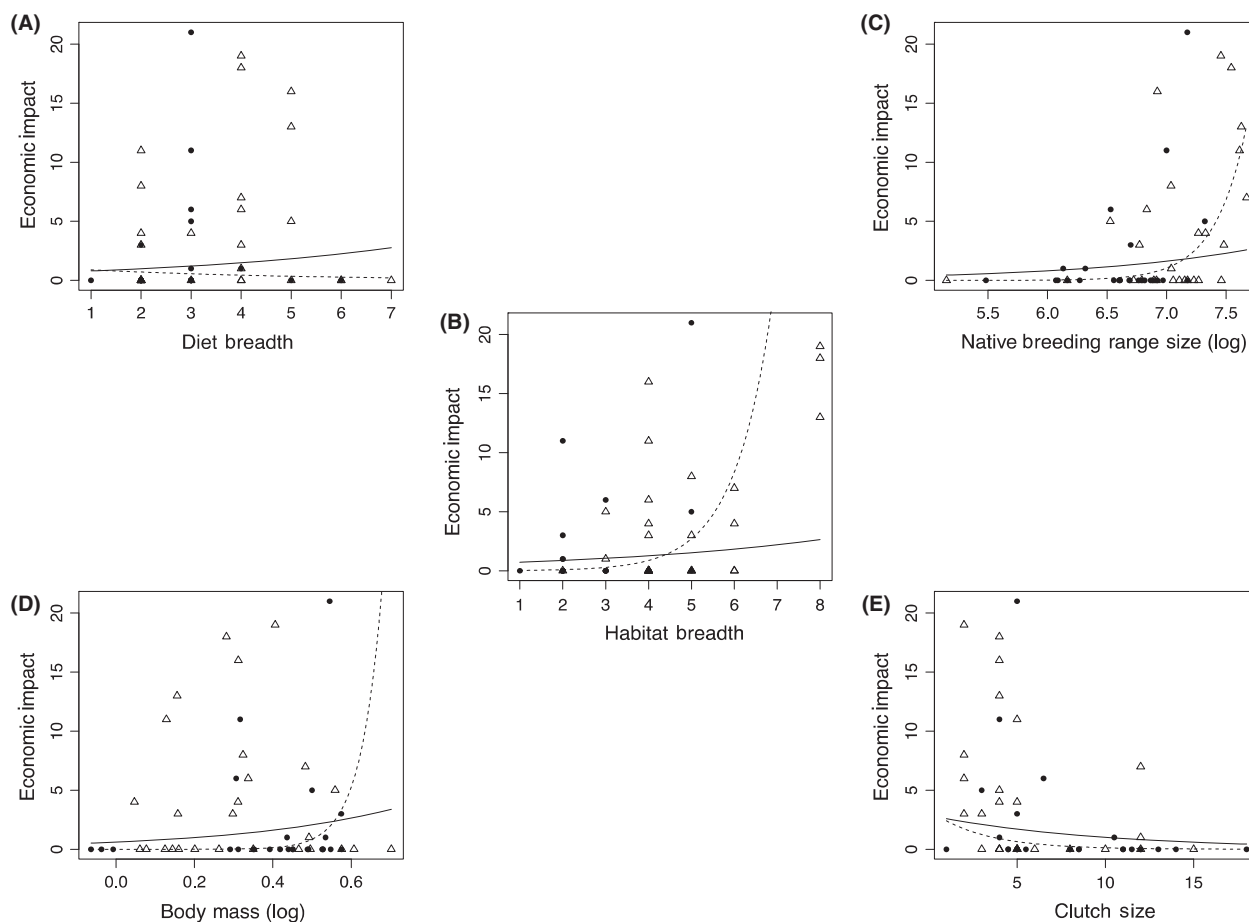 (A)
Economic impact
0 5 10 15 20
1 2 3 4 5 6 7
Diet breadth
(C)
Economic impact
0 5 10 15 20
5.5 6.0 6.5 7.0 7.5
Native breeding range size (log)
(B)
Economic impact
0 5 10 15 20
1 2 3 4 5 6 7 8
Habitat breadth
(D)
Economic impact
0 5 10 15 20
0.0 0.2 0.4 0.6
Body mass (log)
(E)
Economic impact
0 5 10 15 20
5 10 15
Clutch size